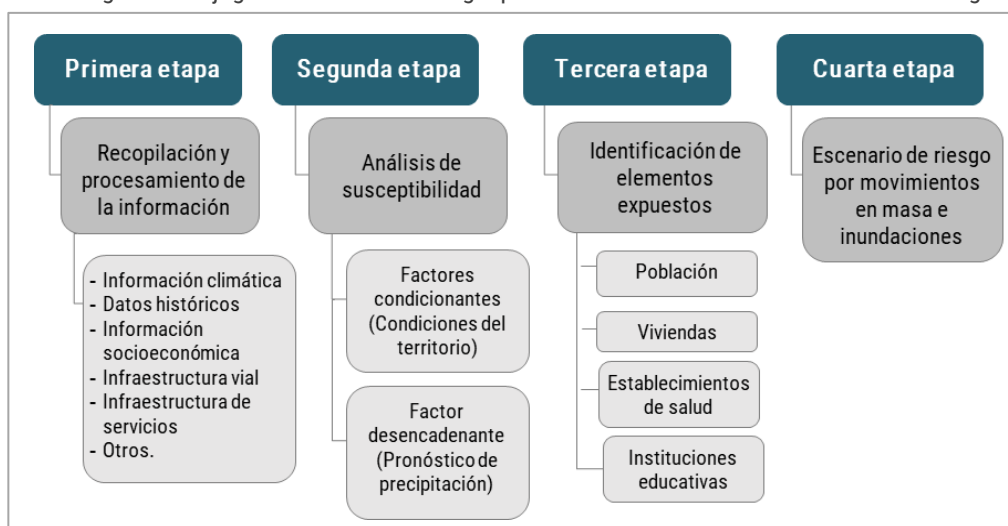 Primera etapa
Recopilación y
procesamiento de
la información
- Información climática
- Datos históricos
- Información
socioeconómica
- Infraestructura vial
- Infraestructura de
servicios
- Otros.
Segunda etapa
Análisis de
susceptibilidad
Factores
condicionantes
(Condiciones del
territorio)
Factor
desencadenante
(Pronóstico de
precipitación)
Tercera etapa
Identificación de
elementos
expuestos
Población
Viviendas
Establecimientos
de salud
Instituciones
educativas
Cuarta etapa
Escenario de riesgo
por movimientos
en masa e
inundaciones